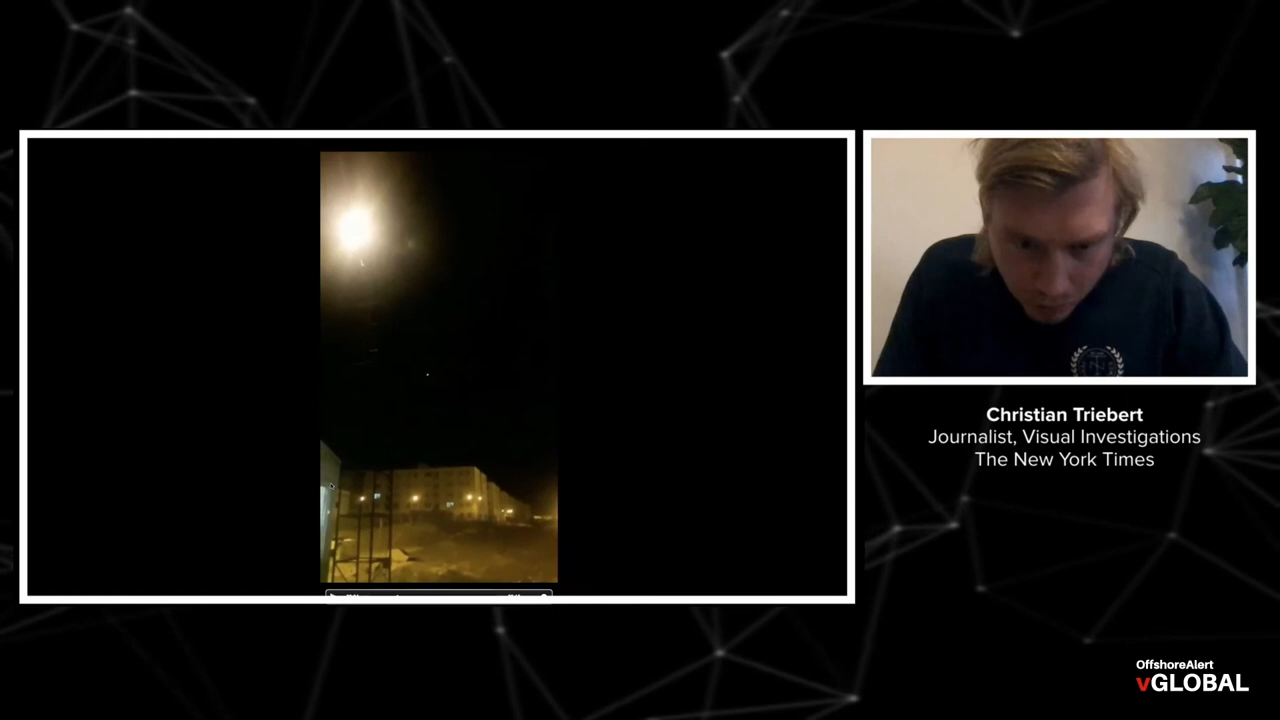 Christian Triebert
Journalist, Visual Investigations
The New York Times
OffshoreAlert
vGLOBAL